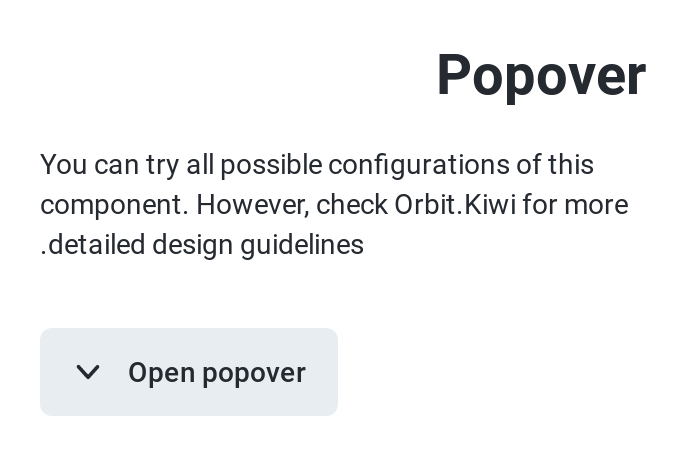 Popover
You can try all possible configurations of this
component. However, check Orbit.Kiwi for more
.detailed design guidelines
Open popover